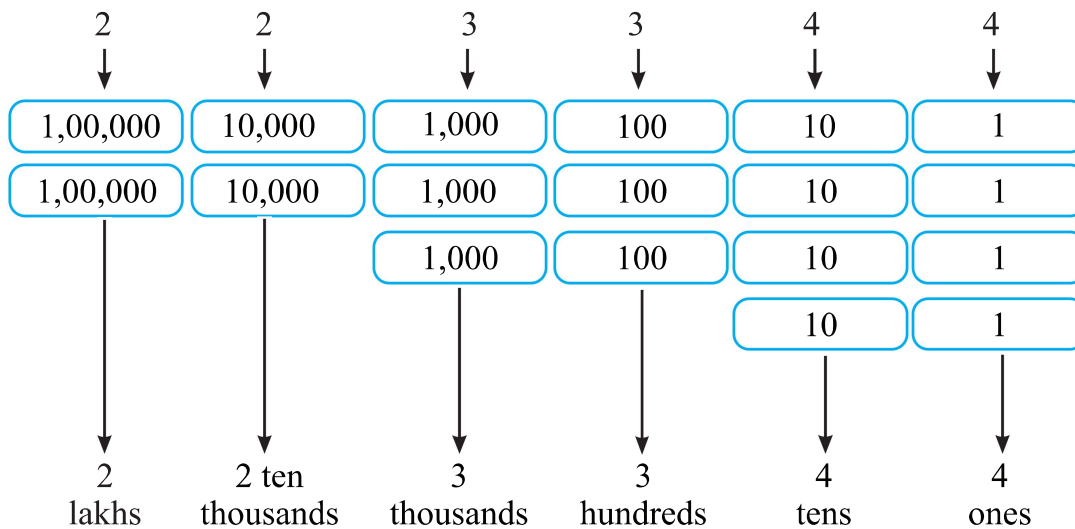 2 2 3 3 4 4
1,00,000 10,000 1,000 100 10 1
1,00,000 10,000 1,000 100 10 1
1,000 100 10 1
10 1
2 2 ten 3 3 4 4
lakhs thousands thousands hundreds tens ones